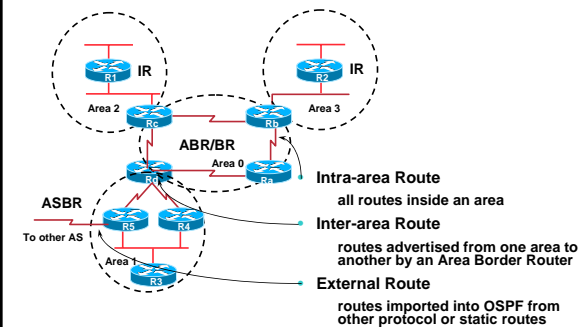 IR
R1
Area 2
IR
R2
Area 3
Rc
Rb
ABR/BR
Area 0
Rd
Ra
ASBR
R5
R4
To other AS
Area 1
R3
Intra-area Route
all routes inside an area
Inter-area Route
routes advertised from one area to
another by an Area Border Router
External Route
routes imported into OSPF from
other protocol or static routes